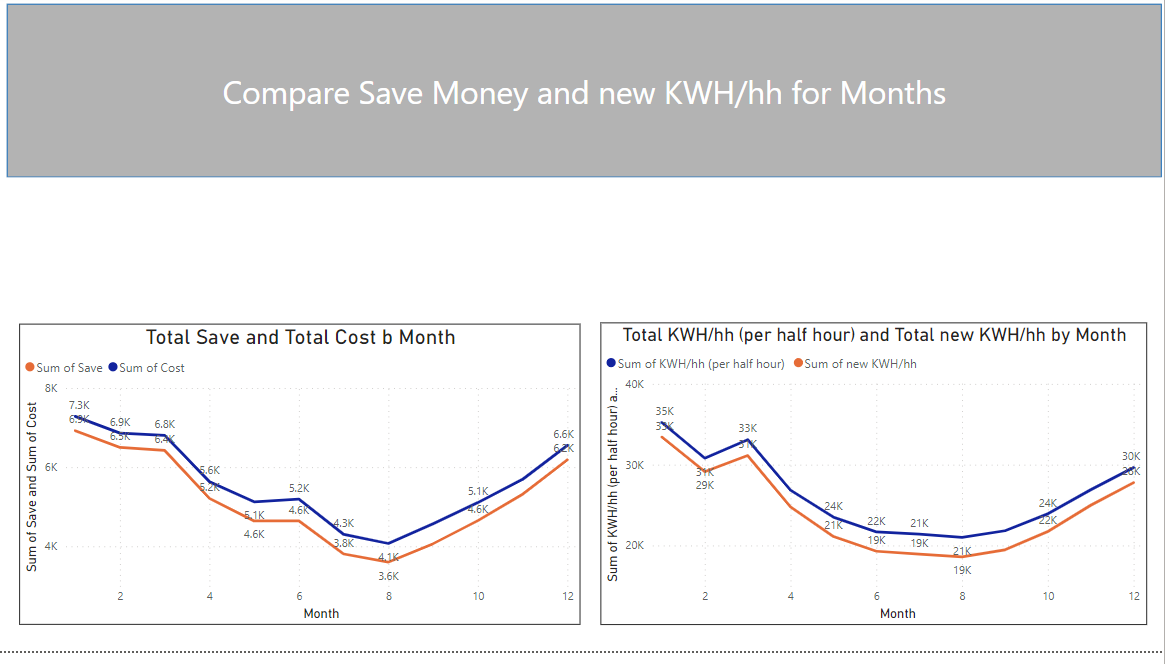 Compare Save Money and new KWH/hh for Months
Total Save and Total Cost b Month
Sum of Save Sum of Cost
Sum of Save and Sum of Cost
8K
6K
4K
7.3K
6.9K
6.8K
5.6K
5.1K
5.2K
4.3K
4.1K
5.1K
6.6K
6.9K
6.5K
6.4K
5.2K
4.6K
4.6K
3.8K
3.6K
4.6K
6.2K
2 4 6 8 10 12
Month
Total KWH/hh (per half hour) and Total new KWH/hh by Month
Sum of KWH/hh (per half hour) Sum of new KWH/hh
Sum of KWH/hh (per half hour) a...
40K
30K
20K
35K
31K
33K
24K
22K
21K
21K
24K
30K
33K
29K
31K
21K
19K
19K
19K
22K
28K
2 4 6 8 10 12
Month